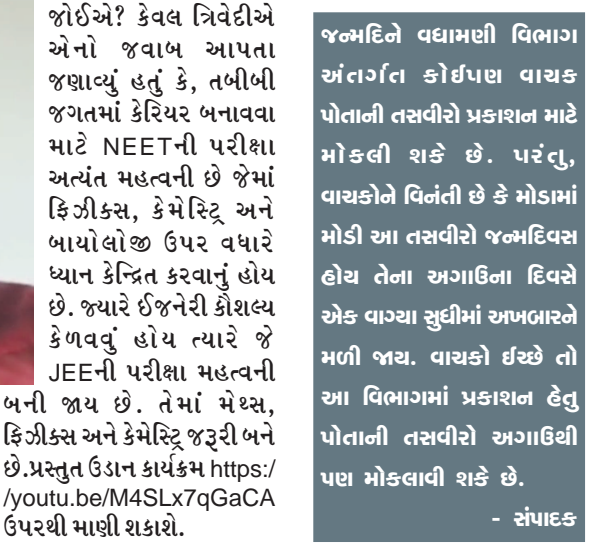 જોઈએ? કેવલ ત્રિવેદીએ
એનો જવાબ આપતા
જણાવ્યું હતું કે, તબીબી
જગતમાં કેરિયર બનાવવા
માટે NEETની પરીક્ષા
અત્યંત મહત્વની છે જેમાં
ફિઝીક્સ, કેમેસ્ટ્રિ અને
બાયોલોજી ઉપર વધારે
ધ્યાન કેન્દ્રિત કરવાનું હોય
છે. જ્યારે ઈજનેરી કૌશલ્ય
કેળવવું હોય ત્યારે જે
JEEની પરીક્ષા મહત્વની
બની જાય છે. તેમાં મેથ્સ,
ફિઝીક્સ અને કેમેસ્ટ્રિ જરૂરી બને
છે.પ્રસ્તુત ઉડાન કાર્યક્રમ https:/
/youtu.be/M4SLx7qGaCA
ઉપરથી માણી શકાશે.
જન્મદિને વધામણી વિભાગ
અંતર્ગત કોઈપણ વાચક
પોતાની તસવીરો પ્રકાશન માટે
મોકલી શકે છે. પરંતુ,
વાચકોને વિનંતી છે કે મોડામાં
મોડી આ તસવીરો જન્મદિવસ
હોય તેના અગાઉના દિવસે
એક વાગ્યા સુધીમાં અખબારને
મળી જાય. વાચકો ઈચ્છે તો
આ વિભાગમાં પ્રકાશન હેતુ
પોતાની તસવીરો અગાઉથી
પણ મોકલાવી શકે છે.
- સંપાદક